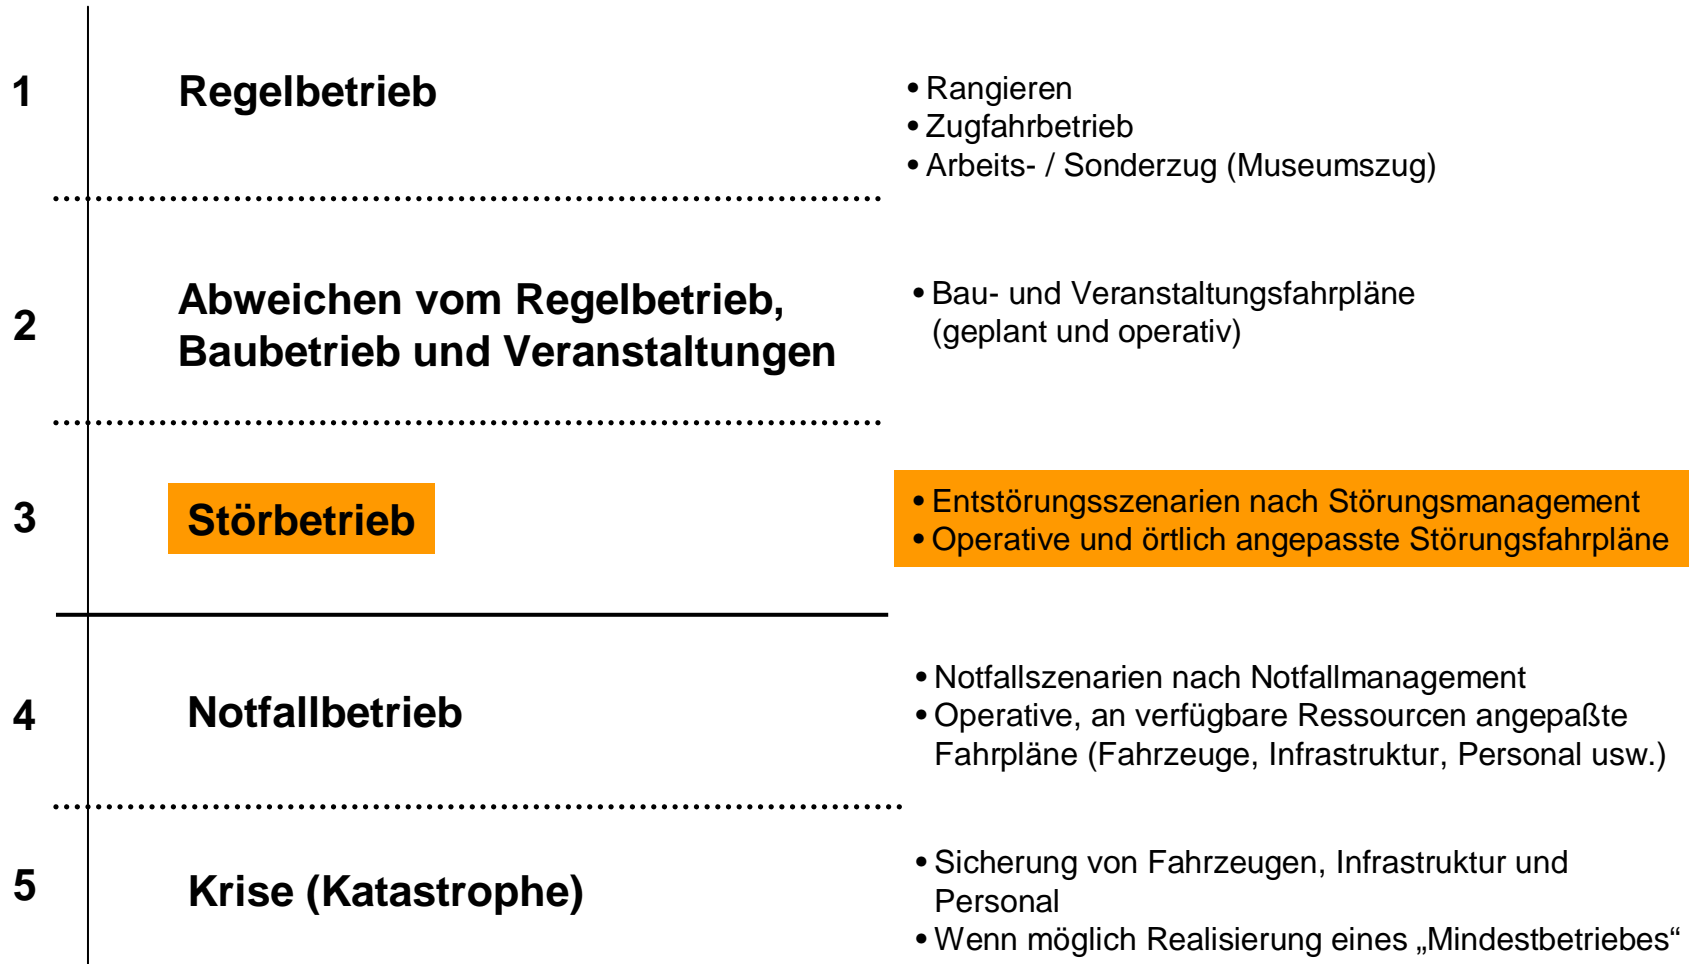 1
Regelbetrieb
• Rangieren
• Zugfahrbetrieb
• Arbeits- / Sonderzug (Museumszug)
2
Abweichen vom Regelbetrieb,
Baubetrieb und Veranstaltungen
• Bau- und Veranstaltungsfahrpläne
(geplant und operativ)
3
Störbetrieb
• Entstörungsszenarien nach Störungsmanagement
• Operative und örtlich angepasste Störungsfahrpläne
4
Notfallbetrieb
• Notfallszenarien nach Notfallmanagement
• Operative, an verfügbare Ressourcen angepaßte
Fahrpläne (Fahrzeuge, Infrastruktur, Personal usw.)
5
Krise (Katastrophe)
• Sicherung von Fahrzeugen, Infrastruktur und
Personal
• Wenn möglich Realisierung eines „Mindestbetriebes“